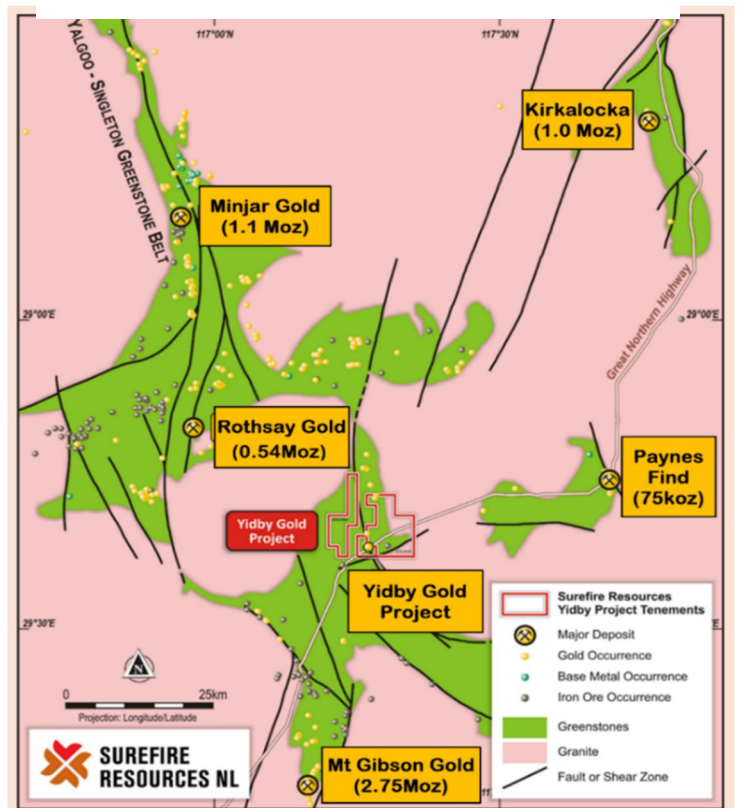 117°00'E
117°30'E
YALGOO - SINGLETON GREENSTONE BELT
Kirkalocka
(1.0 Moz)
Minjar Gold
(1.1 Moz)
29°00'E
29°00'E
Great Northern Highway
Rothsay Gold
(0.54Moz)
Paynes
Find
(75koz)
Yidby Gold
Project
Yidby Gold
Project
29°30'E
Surefire Resources
Yidby Project Tenements
Major Deposit
Gold Occurrence
Base Metal Occurrence
Iron Ore Occurrence
Greenstones
Granite
Fault or Shear Zone
N
0 25km
Projection: Longitude/Latitude
SUREFIRE
RESOURCES NL
Mt Gibson Gold
(2.75Moz)